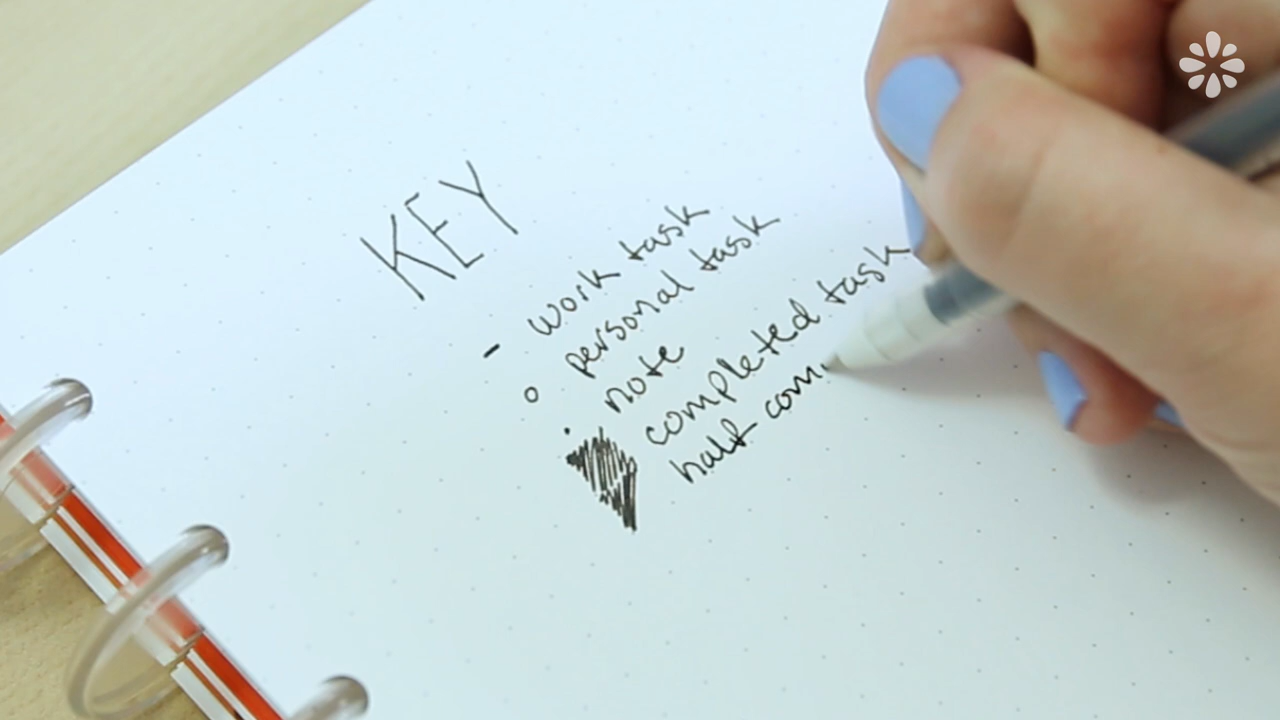 KEY
- work task
o personal task
· note
completed task
half com